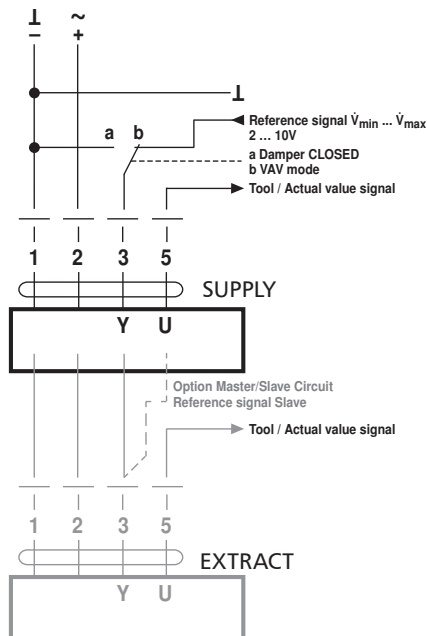 ⊥ ~
– +
⊥
Reference signal V̇min ... V̇max
2 ... 10V
a b
a Damper CLOSED
b VAV mode
Tool / Actual value signal
1 2 3 5
SUPPLY
Y U
Option Master/Slave Circuit
Reference signal Slave
Tool / Actual value signal
1 2 3 5
EXTRACT
Y U